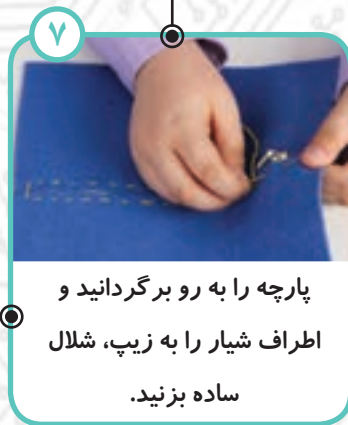 ۷
پارچه را به رو برگردانید و
اطراف شیار را به زیپ، شلال
ساده بزنید.